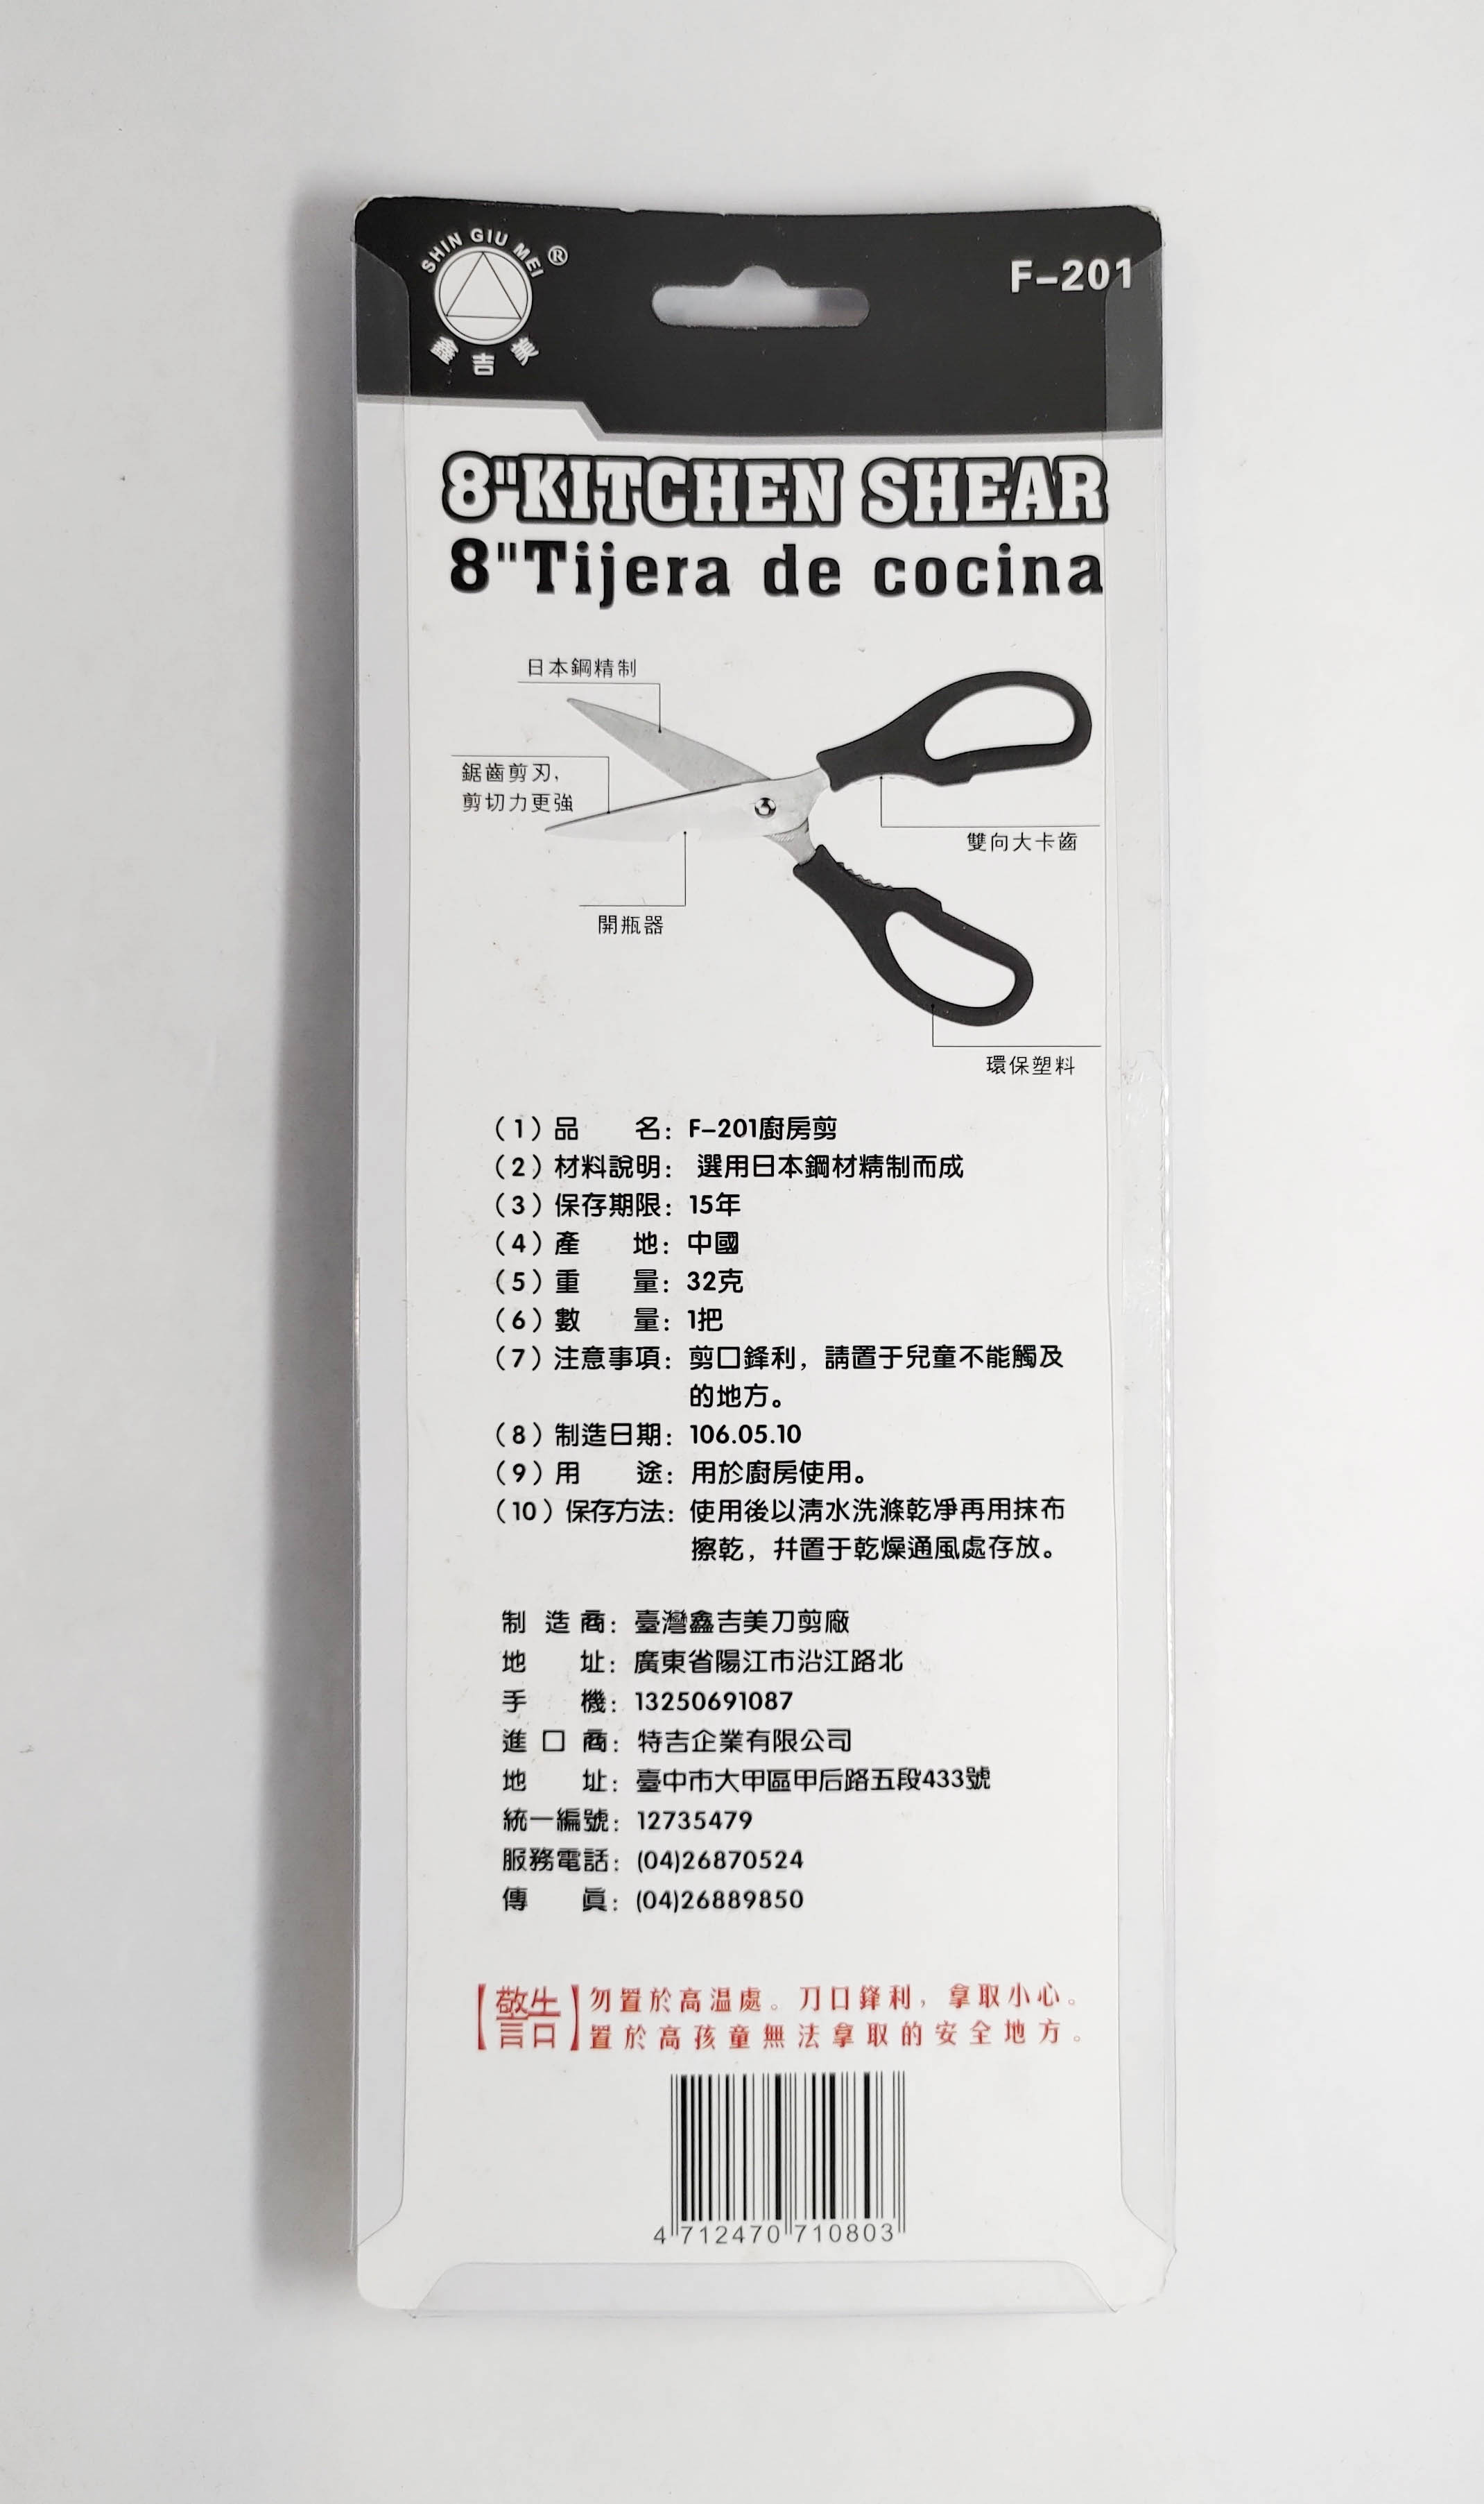 SHIN GIU MEI ®
鑫吉美
F-201
8"KITCHEN SHEAR
8"Tijera de cocina
日本鋼精制
鋸齒剪刃,
剪切力更強
雙向大卡齒
開瓶器
環保塑料
(1)品 名: F-201廚房剪
(2)材料說明: 選用日本鋼材精制而成
(3)保存期限: 15年
(4)產 地: 中國
(5)重 量: 32克
(6)數 量: 1把
(7)注意事項: 剪口鋒利，請置于兒童不能觸及
的地方。
(8)制造日期: 106.05.10
(9)用 途: 用於廚房使用。
(10)保存方法: 使用後以清水洗滌乾凈再用抹布
擦乾，幷置于乾燥通風處存放。
制 造 商: 臺灣鑫吉美刀剪廠
地 址: 廣東省陽江市沿江路北
手 機: 13250691087
進 口 商: 特吉企業有限公司
地 址: 臺中市大甲區甲后路五段433號
統一編號: 12735479
服務電話: (04)26870524
傳 真: (04)26889850
【警告】勿置於高温處。刀口鋒利，拿取小心。
置於高孩童無法拿取的安全地方。
4 712470 710803